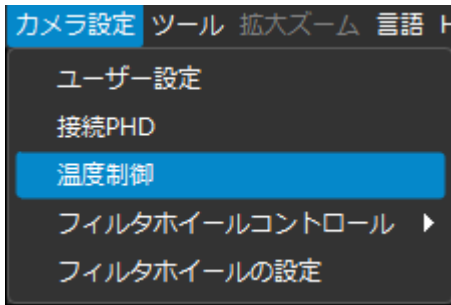 カメラ設定 ツール 拡大ズーム 言語 H
ユーザー設定
接続PHD
温度制御
フィルタホイールコントロール
フィルタホイールの設定